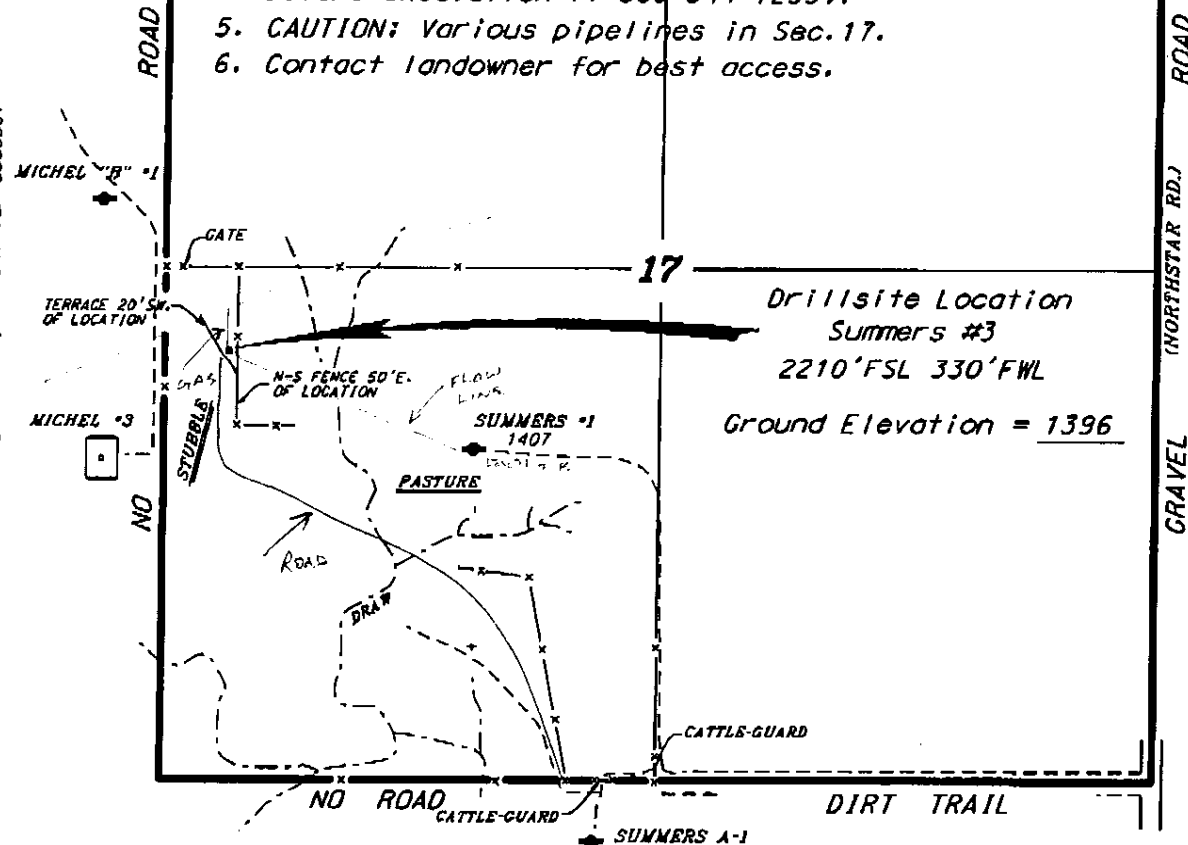 5. CAUTION: Various pipelines in Sec. 17.
6. Contact landowner for best access.
ROAD
ROAD
MICHEL "B" #1
(NORTHSTAR RD.)
GATE
17
TERRACE 20'SW.
OF LOCATION
Drillsite Location
Summers #3
2210'FSL 330'FWL
Ground Elevation = 1396
GAS
N-S FENCE 50'E.
OF LOCATION
FLOW
LINE
MICHEL #3
STUBBLE
SUMMERS #1
1407
PASTURE
GRAVEL
NO
ROAD
DRAW
CATTLE-GUARD
NO ROAD
CATTLE-GUARD
DIRT TRAIL
SUMMERS A-1